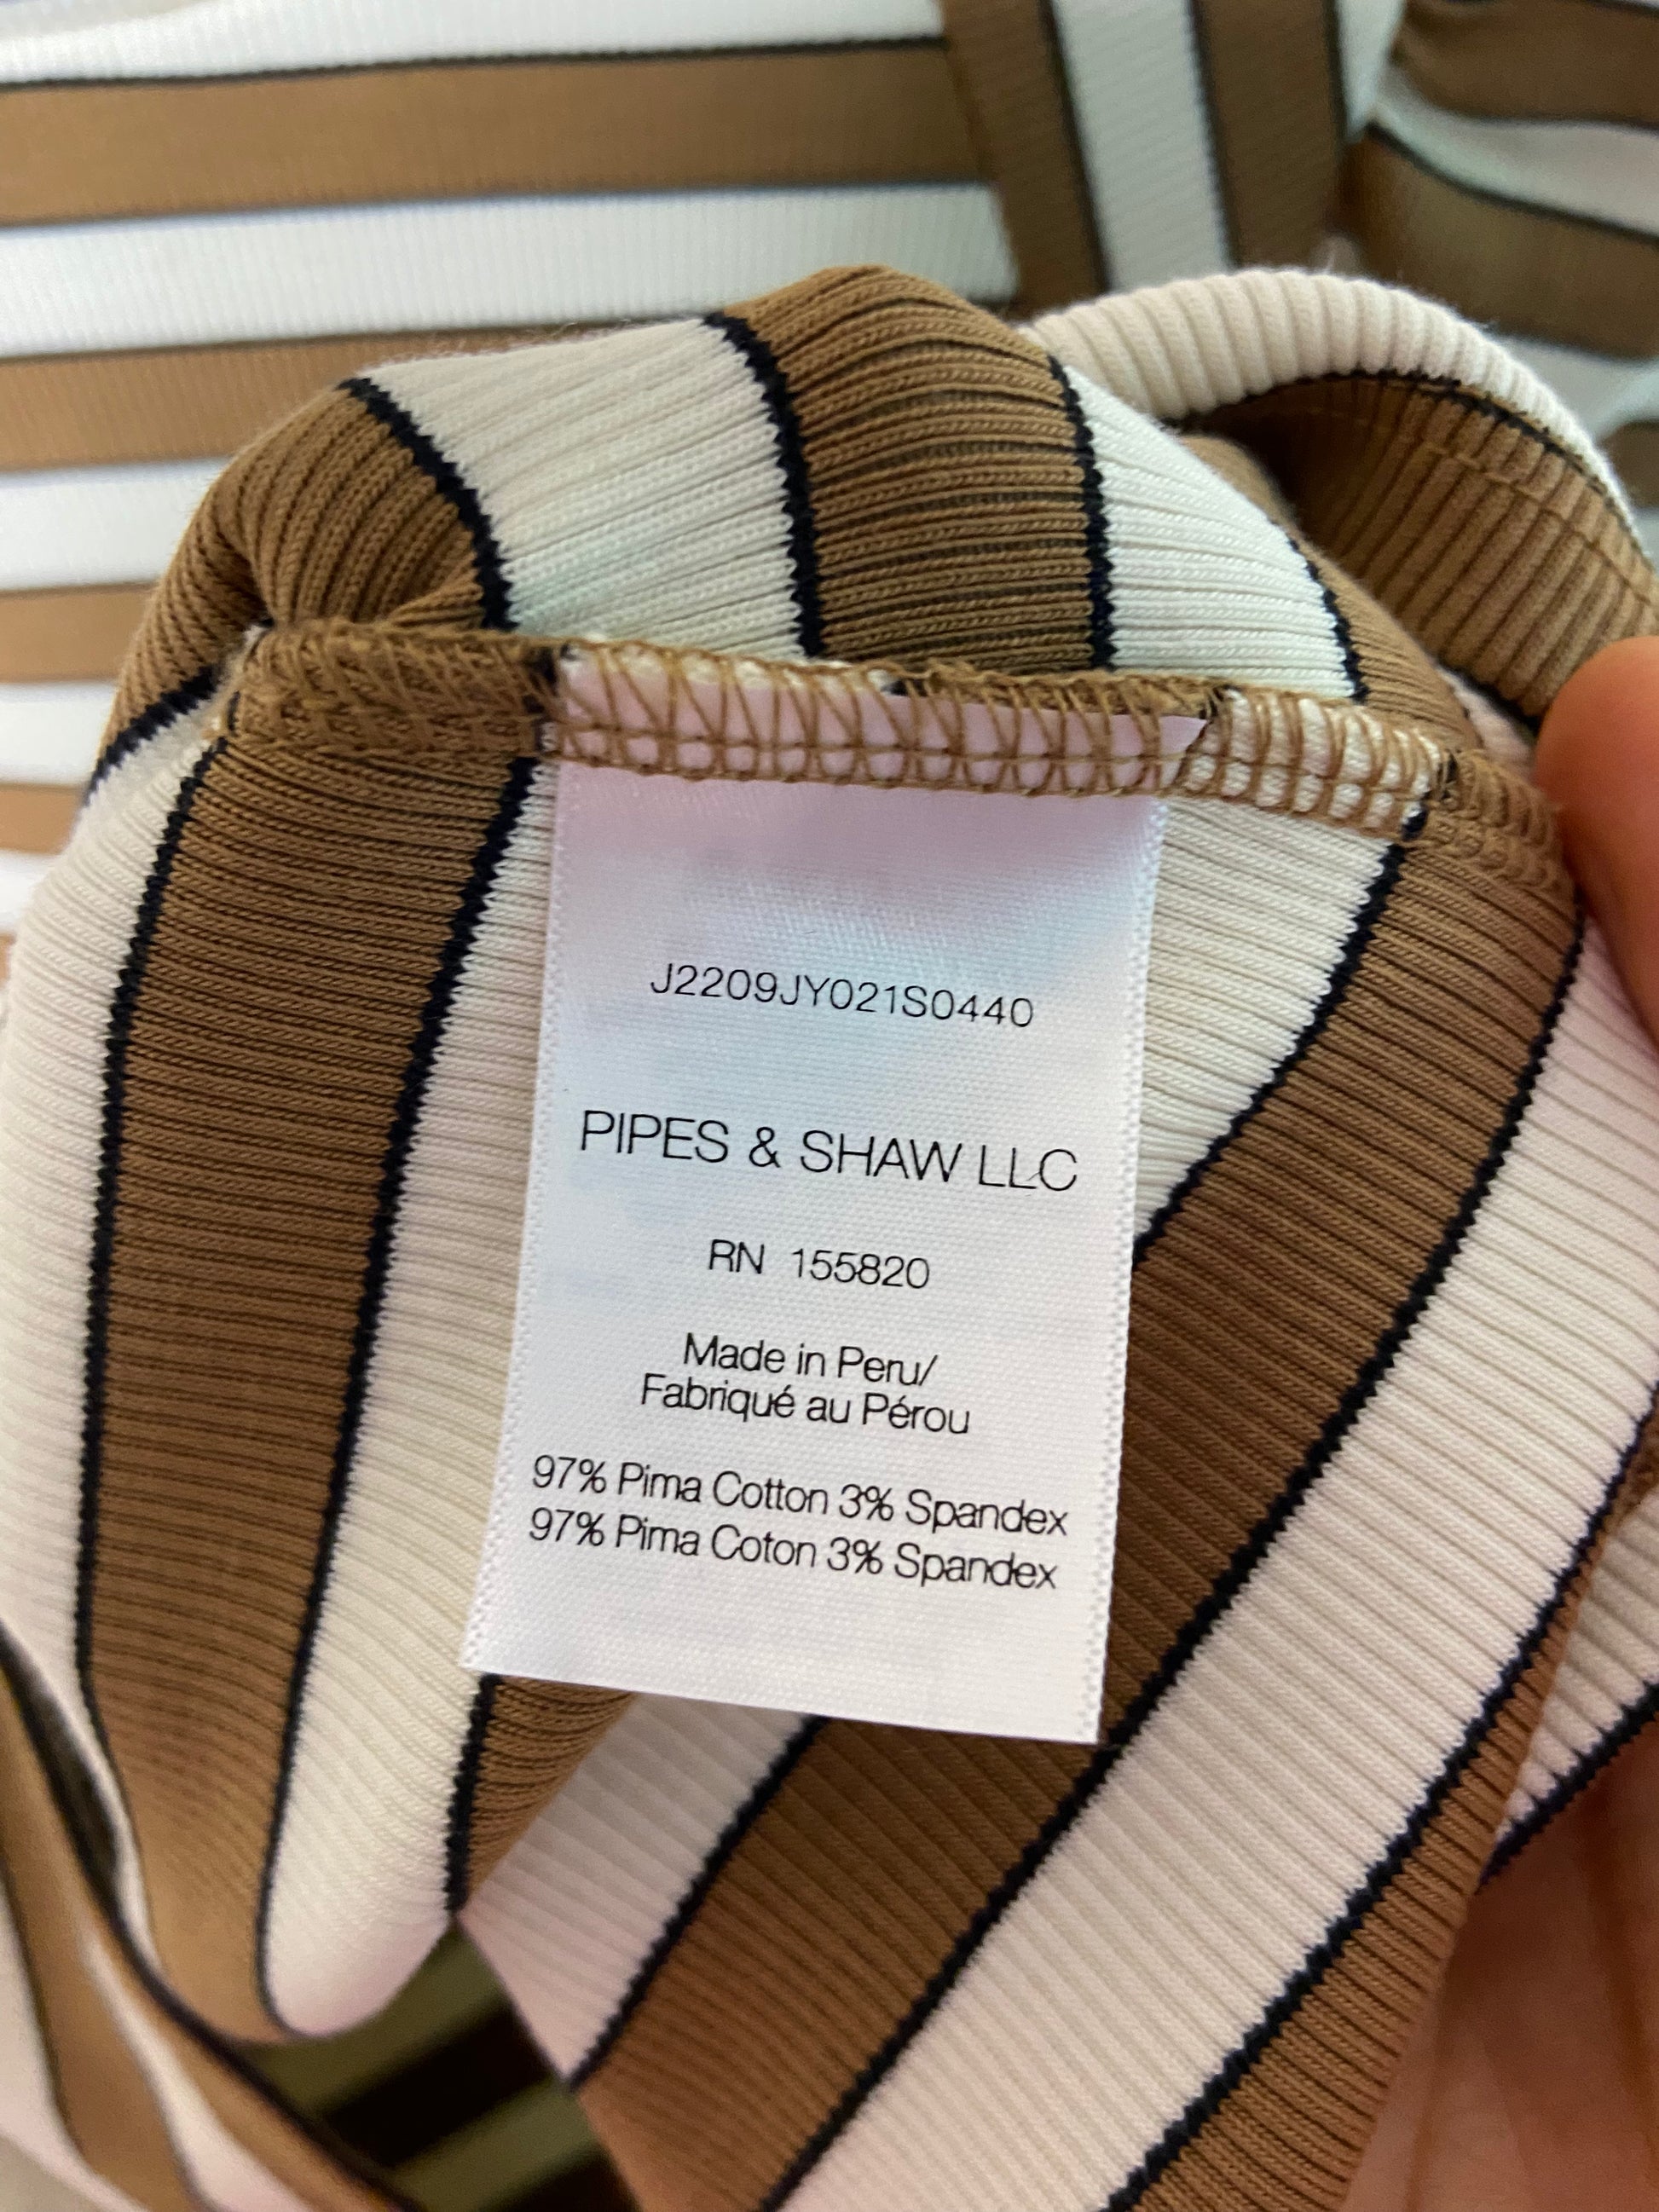 J2209JY021S0440
PIPES & SHAW LLC
RN 155820
Made in Peru/
Fabriqué au Pérou
97% Pima Cotton 3% Spandex
97% Pima Coton 3% Spandex